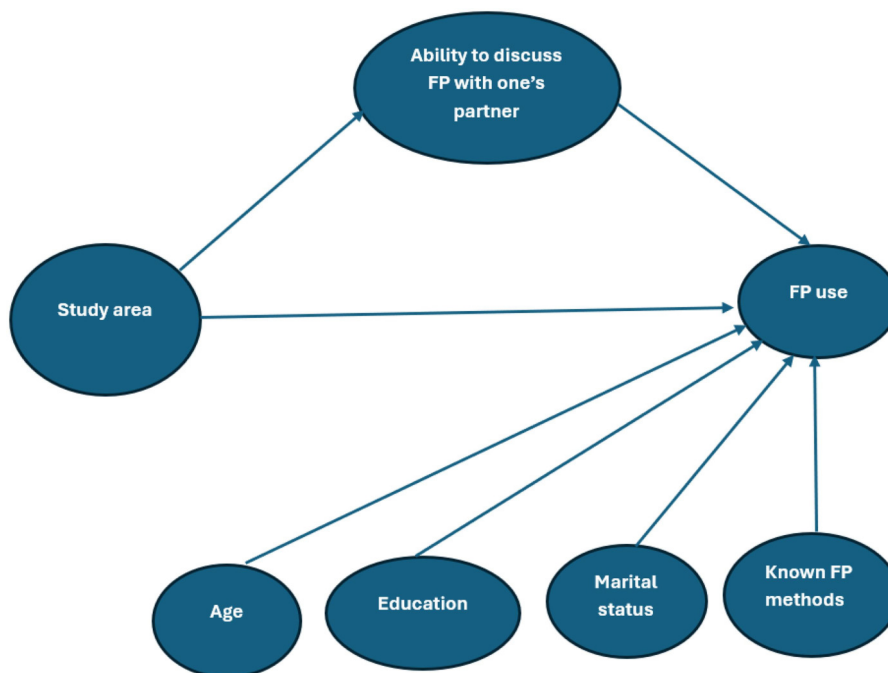 Ability to discuss
FP with one's
partner
Study area
FP use
Age
Education
Marital
status
Known FP
methods